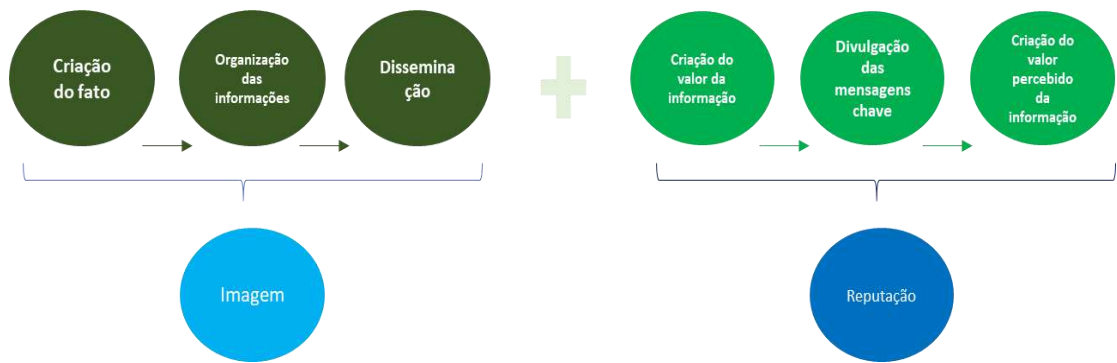 Criação
do fato
Organização
das
informações
Dissemina
ção
Criação do
valor da
informação
Divulgação
das
mensagens
chave
Criação do
valor
percebido
da
informação
Imagem
Reputação